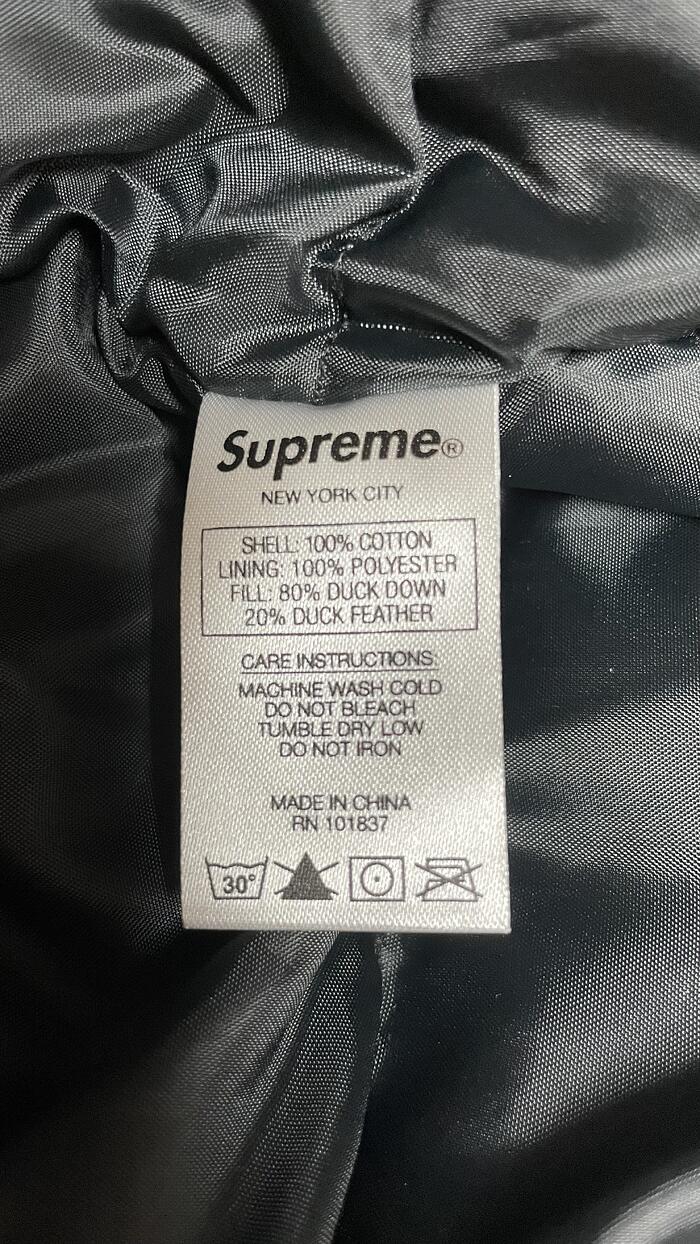 Supreme®
NEW YORK CITY
SHELL: 100% COTTON
LINING: 100% POLYESTER
FILL: 80% DUCK DOWN
20% DUCK FEATHER
CARE INSTRUCTIONS:
MACHINE WASH COLD
DO NOT BLEACH
TUMBLE DRY LOW
DO NOT IRON
MADE IN CHINA
RN 101837
30°